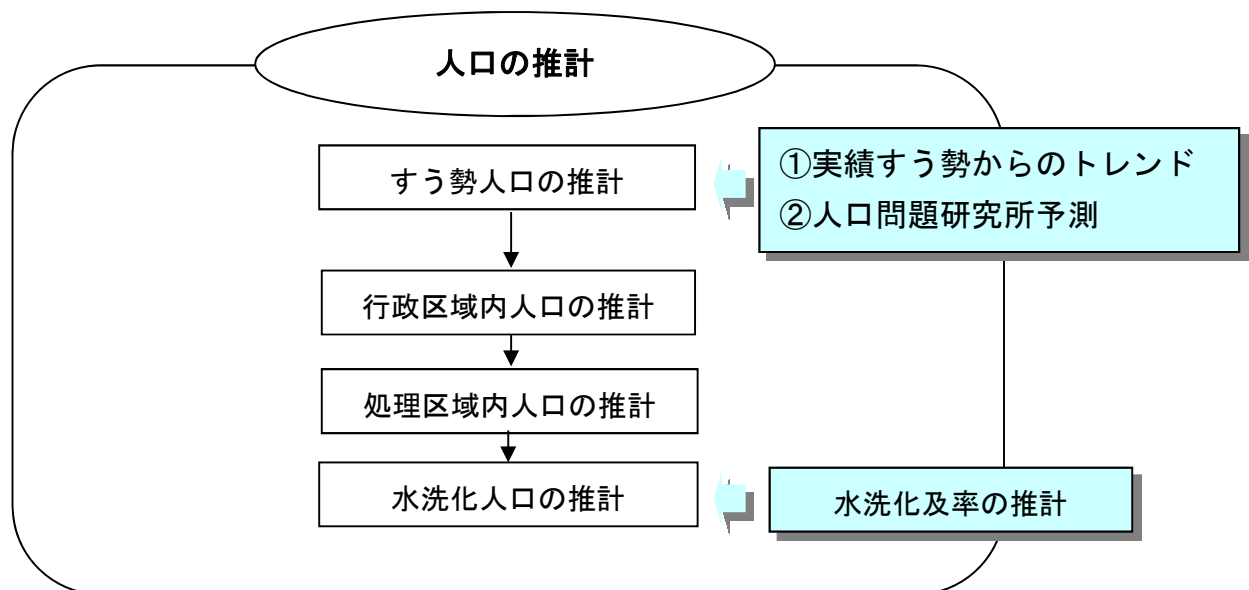 人口の推計
すう勢人口の推計
①実績すう勢からのトレンド
②人口問題研究所予測
行政区域内人口の推計
処理区域内人口の推計
水洗化人口の推計
水洗化及率の推計